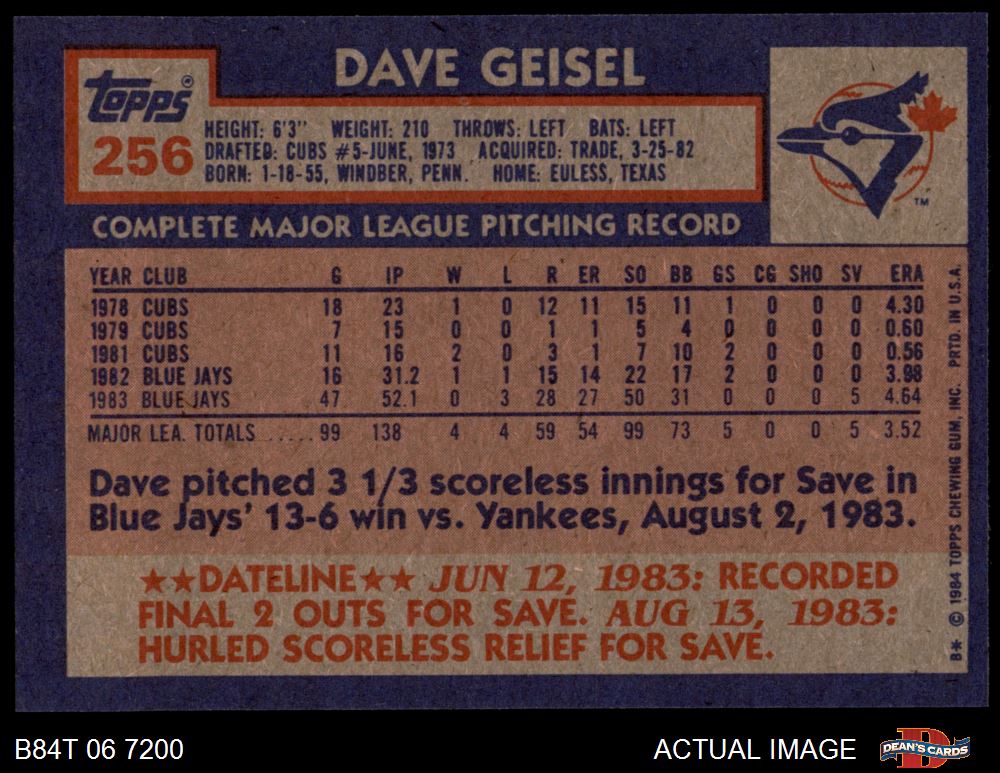 DAVE GEISEL
Topps®
256
HEIGHT: 6'3" WEIGHT: 210 THROWS: LEFT BATS: LEFT
DRAFTED: CUBS #5-JUNE, 1973 ACQUIRED: TRADE, 3-25-82
BORN: 1-18-55, WINDBER, PENN. HOME: EULESS, TEXAS
TM
COMPLETE MAJOR LEAGUE PITCHING RECORD
YEAR CLUB G IP W L R ER SO BB GS CG SHO SV ERA
1978 CUBS 18 23 1 0 12 11 15 11 1 0 0 0 4.30
1979 CUBS 7 15 0 0 1 1 5 4 0 0 0 0 0.60
1981 CUBS 11 16 2 0 3 1 7 10 2 0 0 0 0.56
1982 BLUE JAYS 16 31.2 1 1 15 14 22 17 2 0 0 0 3.98
1983 BLUE JAYS 47 52.1 0 3 28 27 50 31 0 0 0 5 4.64
MAJOR LEA. TOTALS ..... 99 138 4 4 59 54 99 73 5 0 0 5 3.52
Dave pitched 3 1/3 scoreless innings for Save in
Blue Jays' 13-6 win vs. Yankees, August 2, 1983.
★★DATELINE★★ JUN 12, 1983: RECORDED
FINAL 2 OUTS FOR SAVE. AUG 13, 1983:
HURLED SCORELESS RELIEF FOR SAVE.
B* © 1984 TOPPS CHEWING GUM, INC. PRTD. IN U.S.A.
B84T 06 7200
ACTUAL IMAGE
DEAN'S CARDS